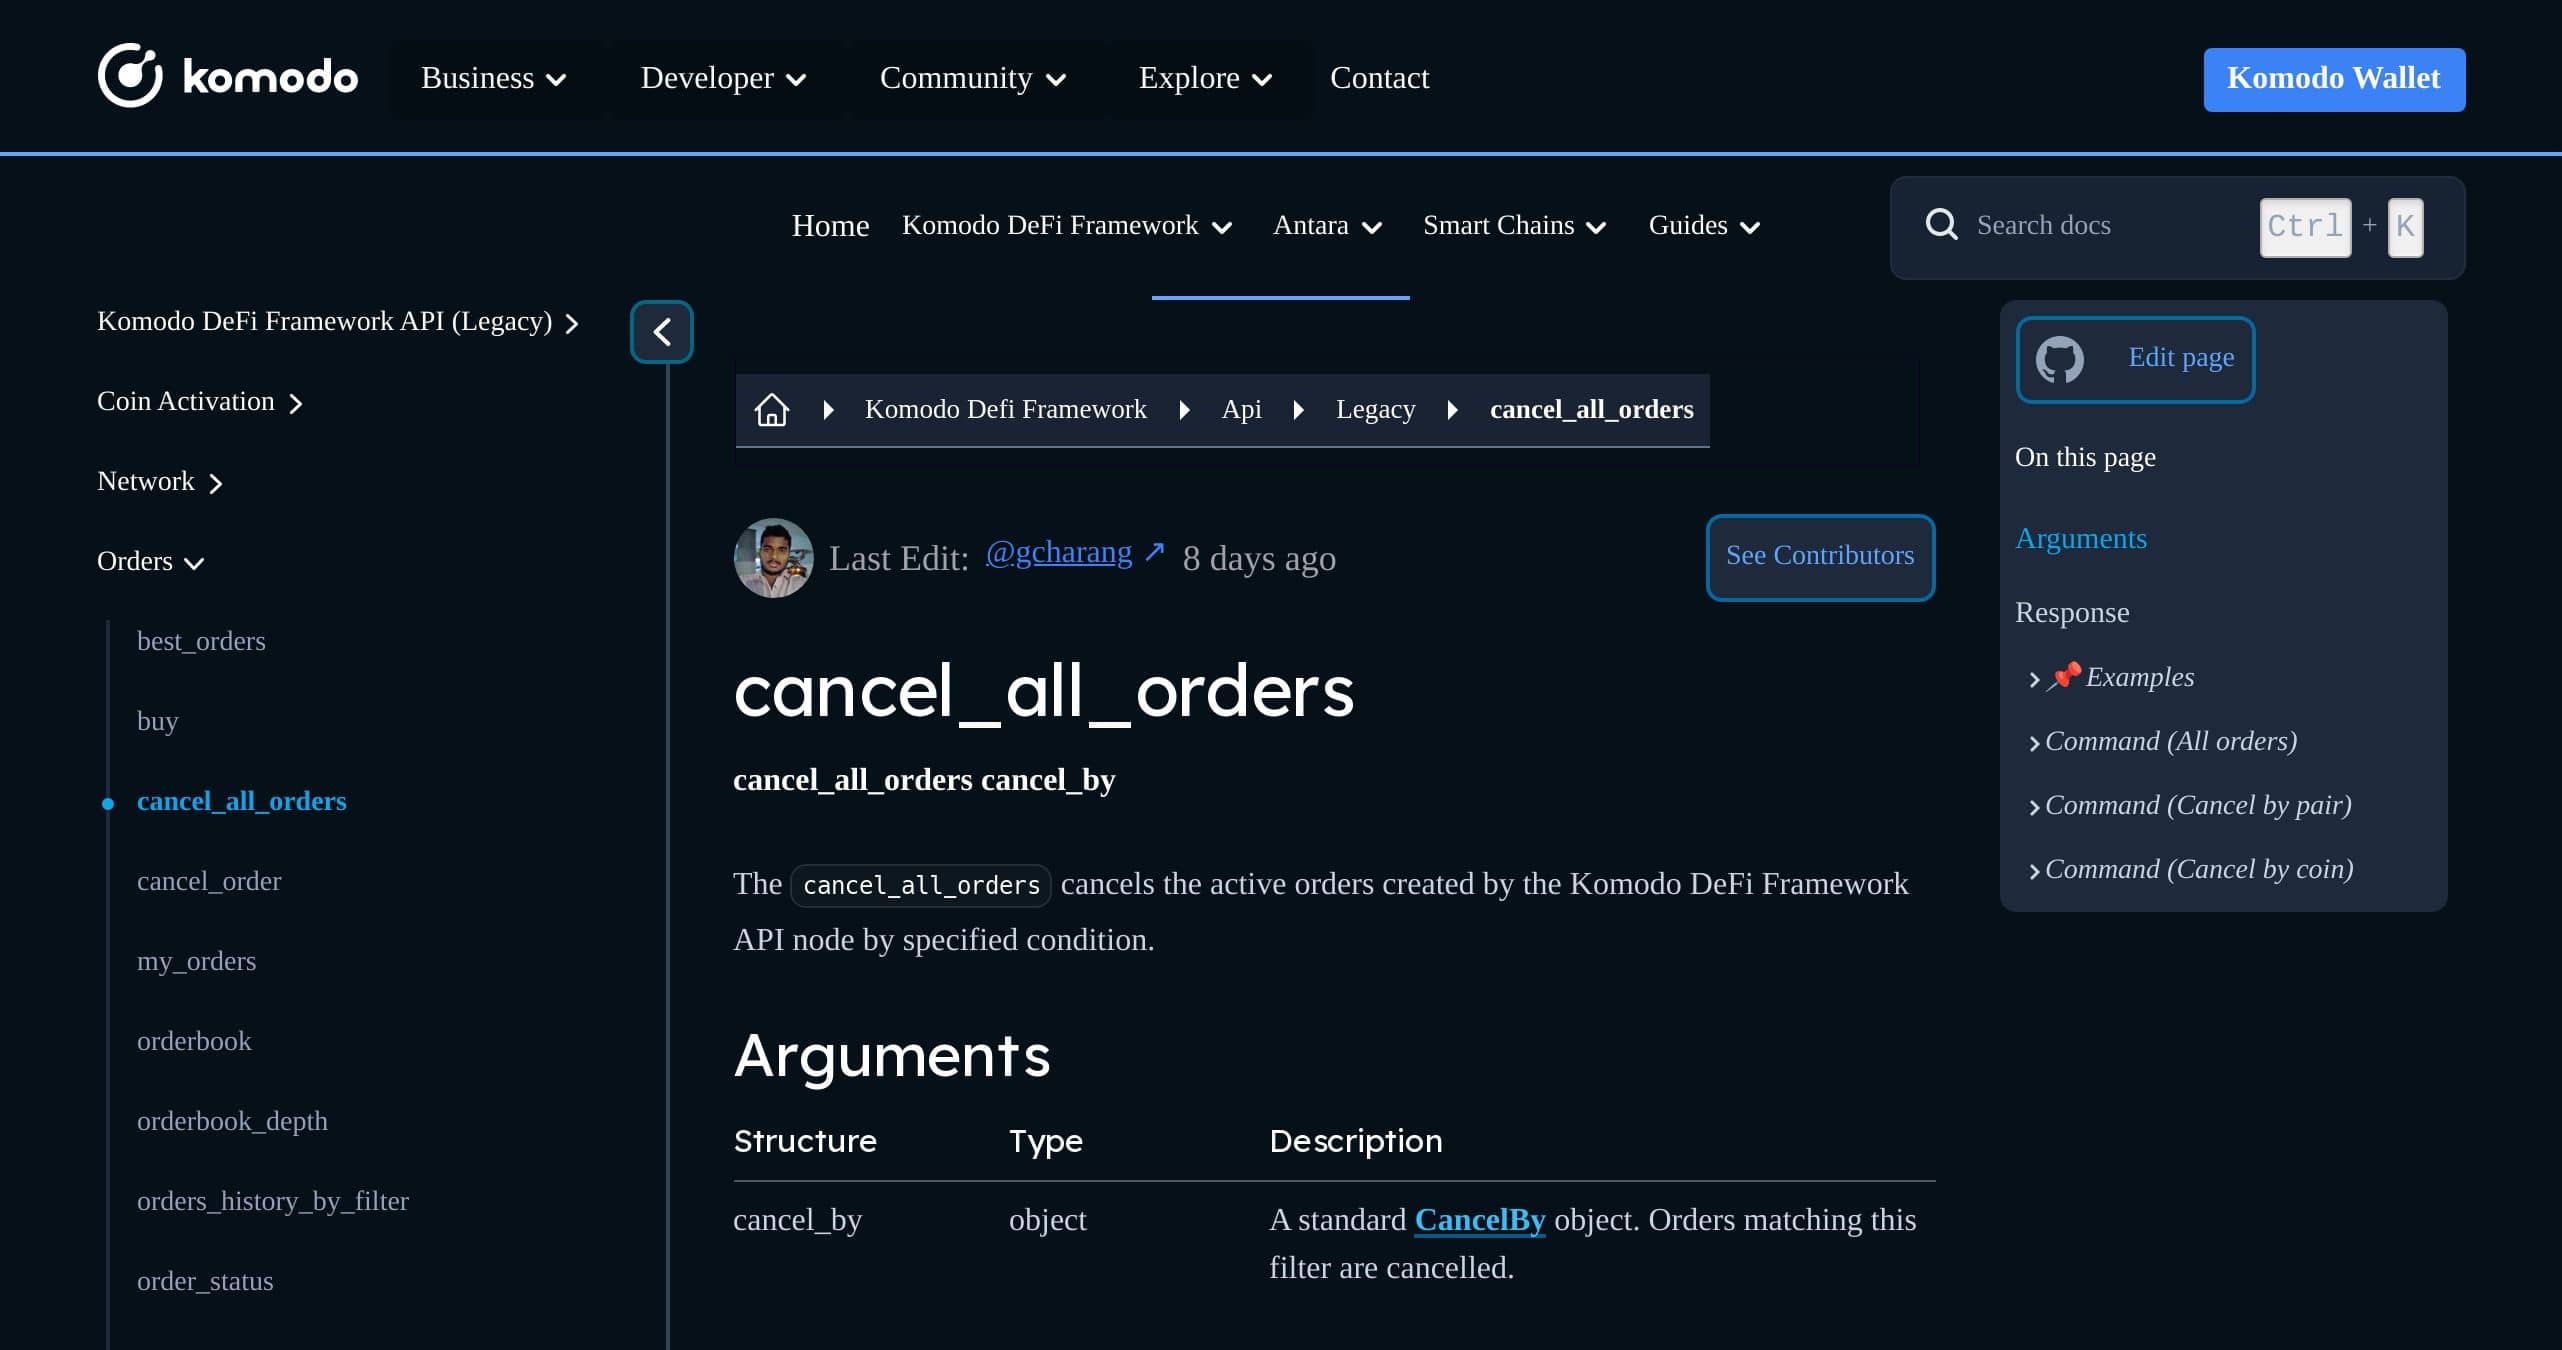 komodo
Business
Developer
Community
Explore
Contact
Komodo Wallet
Home
Komodo DeFi Framework
Antara
Smart Chains
Guides
Search docs
Ctrl + K
Komodo DeFi Framework API (Legacy)
Coin Activation
Network
Orders
best_orders
buy
cancel_all_orders
cancel_order
my_orders
orderbook
orderbook_depth
orders_history_by_filter
order_status
Komodo Defi Framework
Api
Legacy
cancel_all_orders
Last Edit: @gcharang ↗ 8 days ago
See Contributors
cancel_all_orders
cancel_all_orders cancel_by
The cancel_all_orders cancels the active orders created by the Komodo DeFi Framework
API node by specified condition.
Arguments
Structure Type Description
cancel_by object A standard CancelBy object. Orders matching this
filter are cancelled.
Edit page
On this page
Arguments
Response
📌 Examples
Command (All orders)
Command (Cancel by pair)
Command (Cancel by coin)